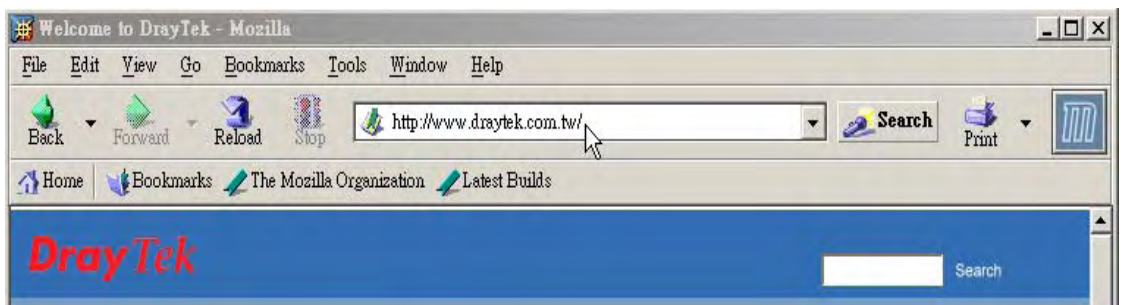 Welcome to DrayTek - Mozilla
File Edit View Go Bookmarks Tools Window Help
Back Forward Reload Stop http://www.draytek.com.tw/ Search Print
Home Bookmarks The Mozilla Organization Latest Builds
DrayTek Search